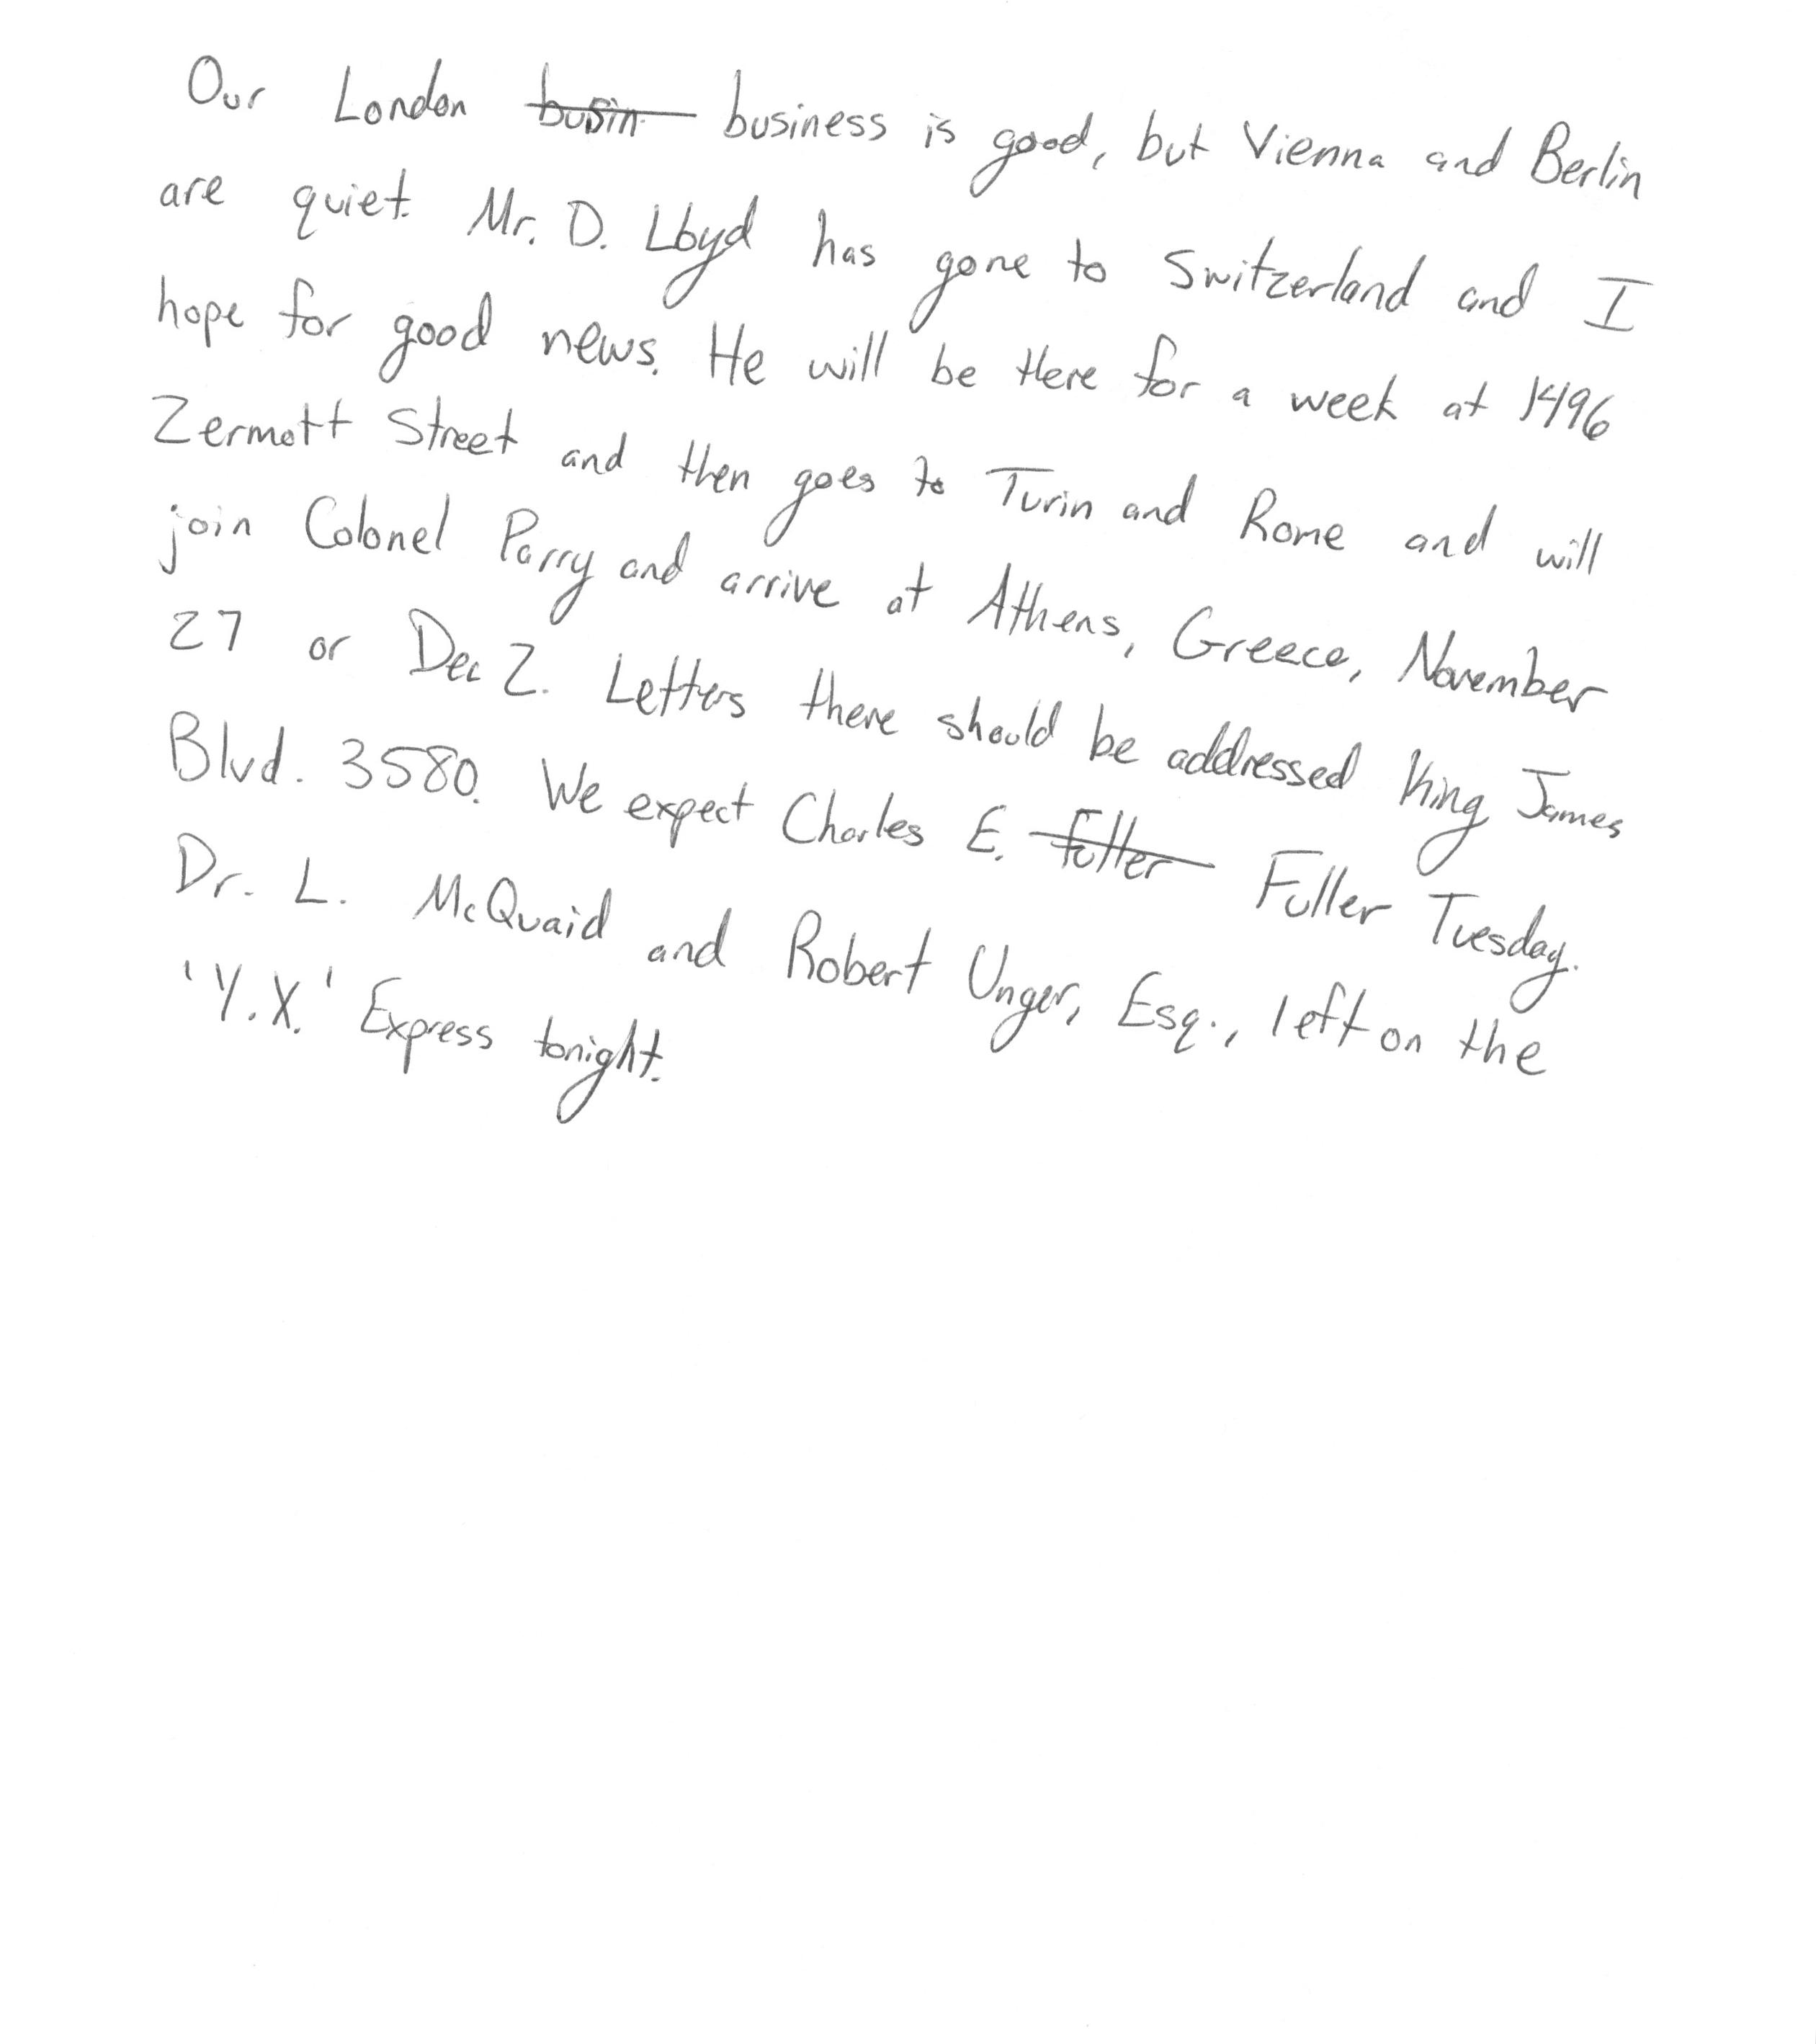 Our London busin business is good, but Vienna and Berlin
are quiet. Mr. D. Lloyd has gone to Switzerland and I
hope for good news. He will be there for a week at 1496
Zermott Street and then goes to Turin and Rome and will
join Colonel Parry and arrive at Athens, Greece, November
27 or Dec 2. Letters there should be addressed King James
Blvd. 3580. We expect Charles E. Fuller Fuller Tuesday.
Dr. L. McQuaid and Robert Unger, Esq., left on the
'Y.X.' Express tonight.